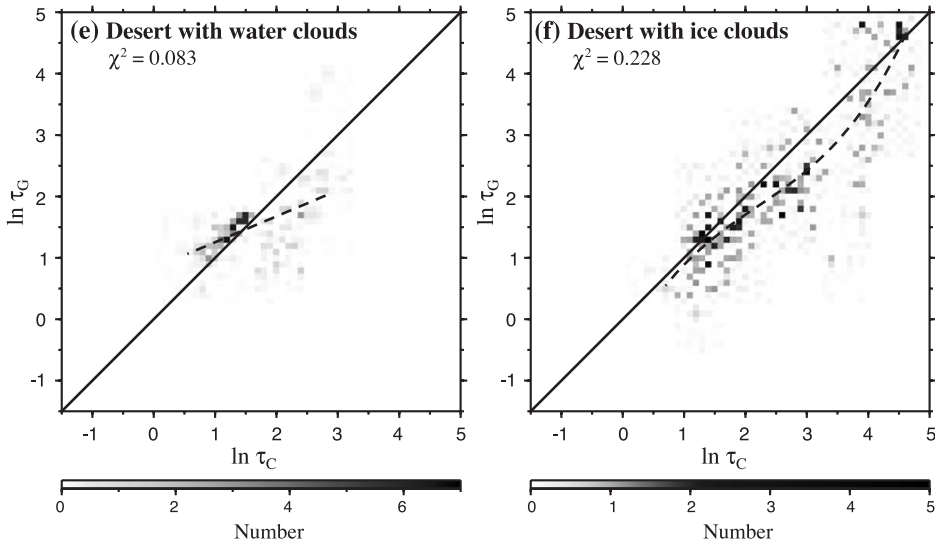 5
4
3
2
1
0
-1
ln τG
(e) Desert with water clouds
χ² = 0.083
-1 0 1 2 3 4 5
ln τC
0 2 4 6
Number
5
4
3
2
1
0
-1
ln τG
(f) Desert with ice clouds
χ² = 0.228
-1 0 1 2 3 4 5
ln τC
0 1 2 3 4 5
Number